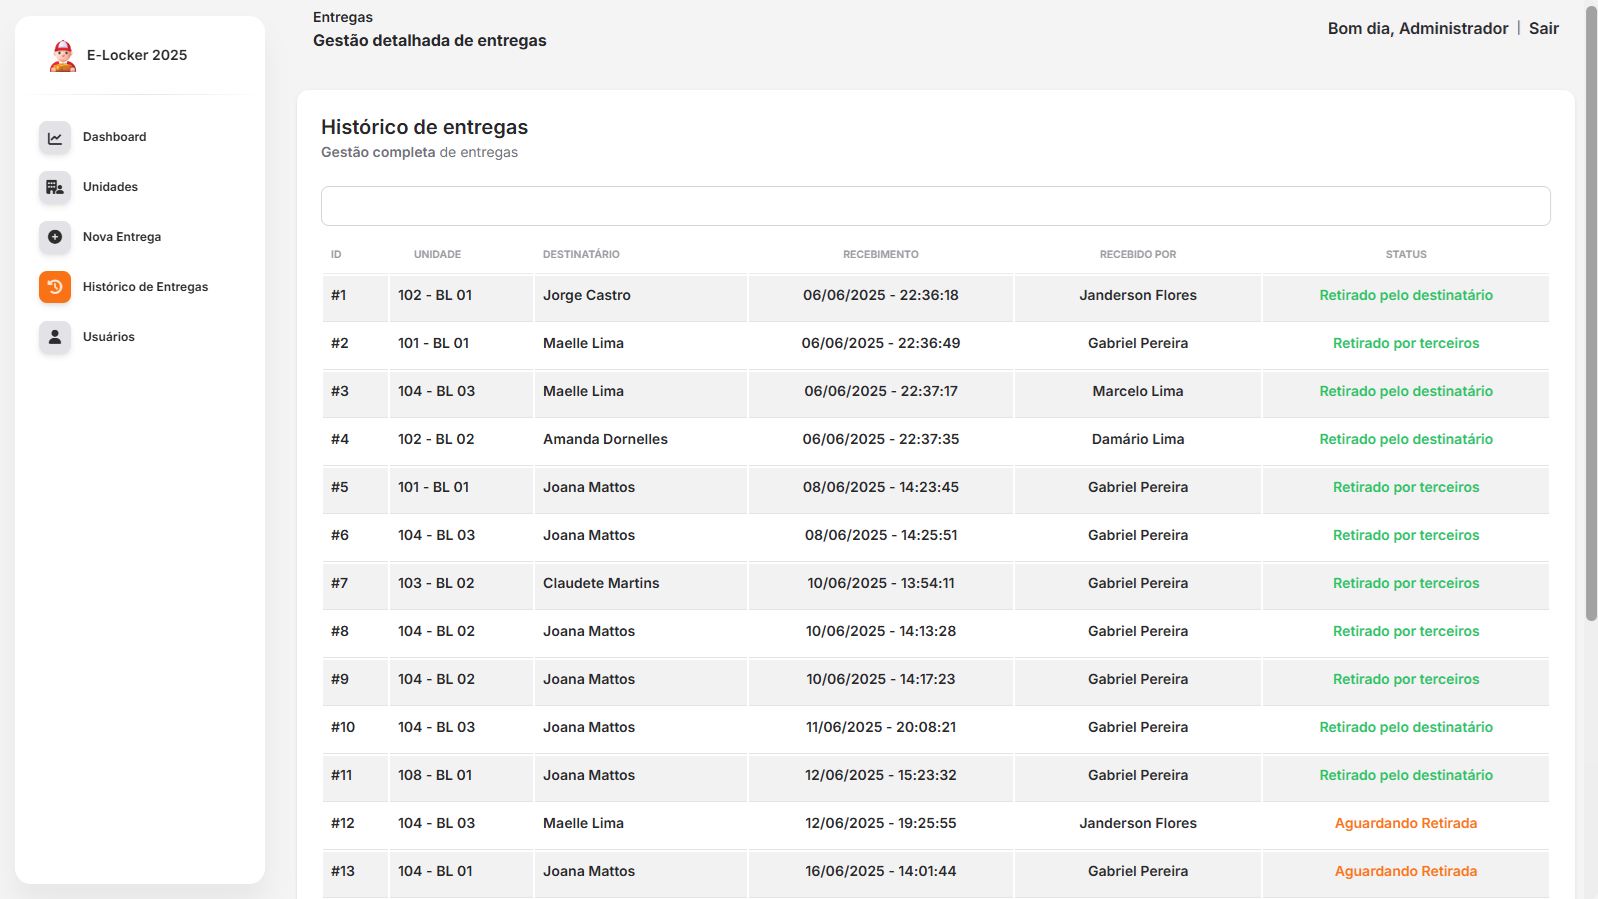 E-Locker 2025
Dashboard
Unidades
Nova Entrega
Histórico de Entregas
Usuários
Entregas
Gestão detalhada de entregas
Bom dia, Administrador | Sair
Histórico de entregas
Gestão completa de entregas
ID UNIDADE DESTINATÁRIO RECEBIMENTO RECEBIDO POR STATUS
#1 102 - BL 01 Jorge Castro 06/06/2025 - 22:36:18 Janderson Flores Retirado pelo destinatário
#2 101 - BL 01 Maelle Lima 06/06/2025 - 22:36:49 Gabriel Pereira Retirado por terceiros
#3 104 - BL 03 Maelle Lima 06/06/2025 - 22:37:17 Marcelo Lima Retirado pelo destinatário
#4 102 - BL 02 Amanda Dornelles 06/06/2025 - 22:37:35 Damário Lima Retirado pelo destinatário
#5 101 - BL 01 Joana Mattos 08/06/2025 - 14:23:45 Gabriel Pereira Retirado por terceiros
#6 104 - BL 03 Joana Mattos 08/06/2025 - 14:25:51 Gabriel Pereira Retirado por terceiros
#7 103 - BL 02 Claudete Martins 10/06/2025 - 13:54:11 Gabriel Pereira Retirado por terceiros
#8 104 - BL 02 Joana Mattos 10/06/2025 - 14:13:28 Gabriel Pereira Retirado por terceiros
#9 104 - BL 02 Joana Mattos 10/06/2025 - 14:17:23 Gabriel Pereira Retirado por terceiros
#10 104 - BL 03 Joana Mattos 11/06/2025 - 20:08:21 Gabriel Pereira Retirado pelo destinatário
#11 108 - BL 01 Joana Mattos 12/06/2025 - 15:23:32 Gabriel Pereira Retirado pelo destinatário
#12 104 - BL 03 Maelle Lima 12/06/2025 - 19:25:55 Janderson Flores Aguardando Retirada
#13 104 - BL 01 Joana Mattos 16/06/2025 - 14:01:44 Gabriel Pereira Aguardando Retirada